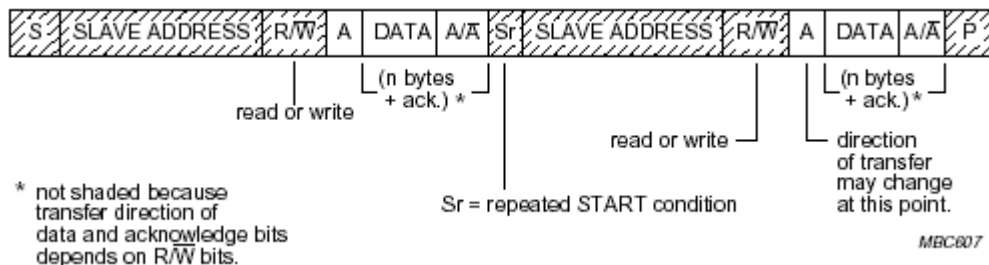 S SLAVE ADDRESS R/W̅ A DATA A/A̅ Sr SLAVE ADDRESS R/W̅ A DATA A/A̅ P
(n bytes
+ ack.) *
(n bytes
+ ack.) *
read or write
read or write
direction
of transfer
may change
at this point.
* not shaded because
transfer direction of
data and acknowledge bits
depends on R/W̅ bits.
Sr = repeated START condition
MBC607